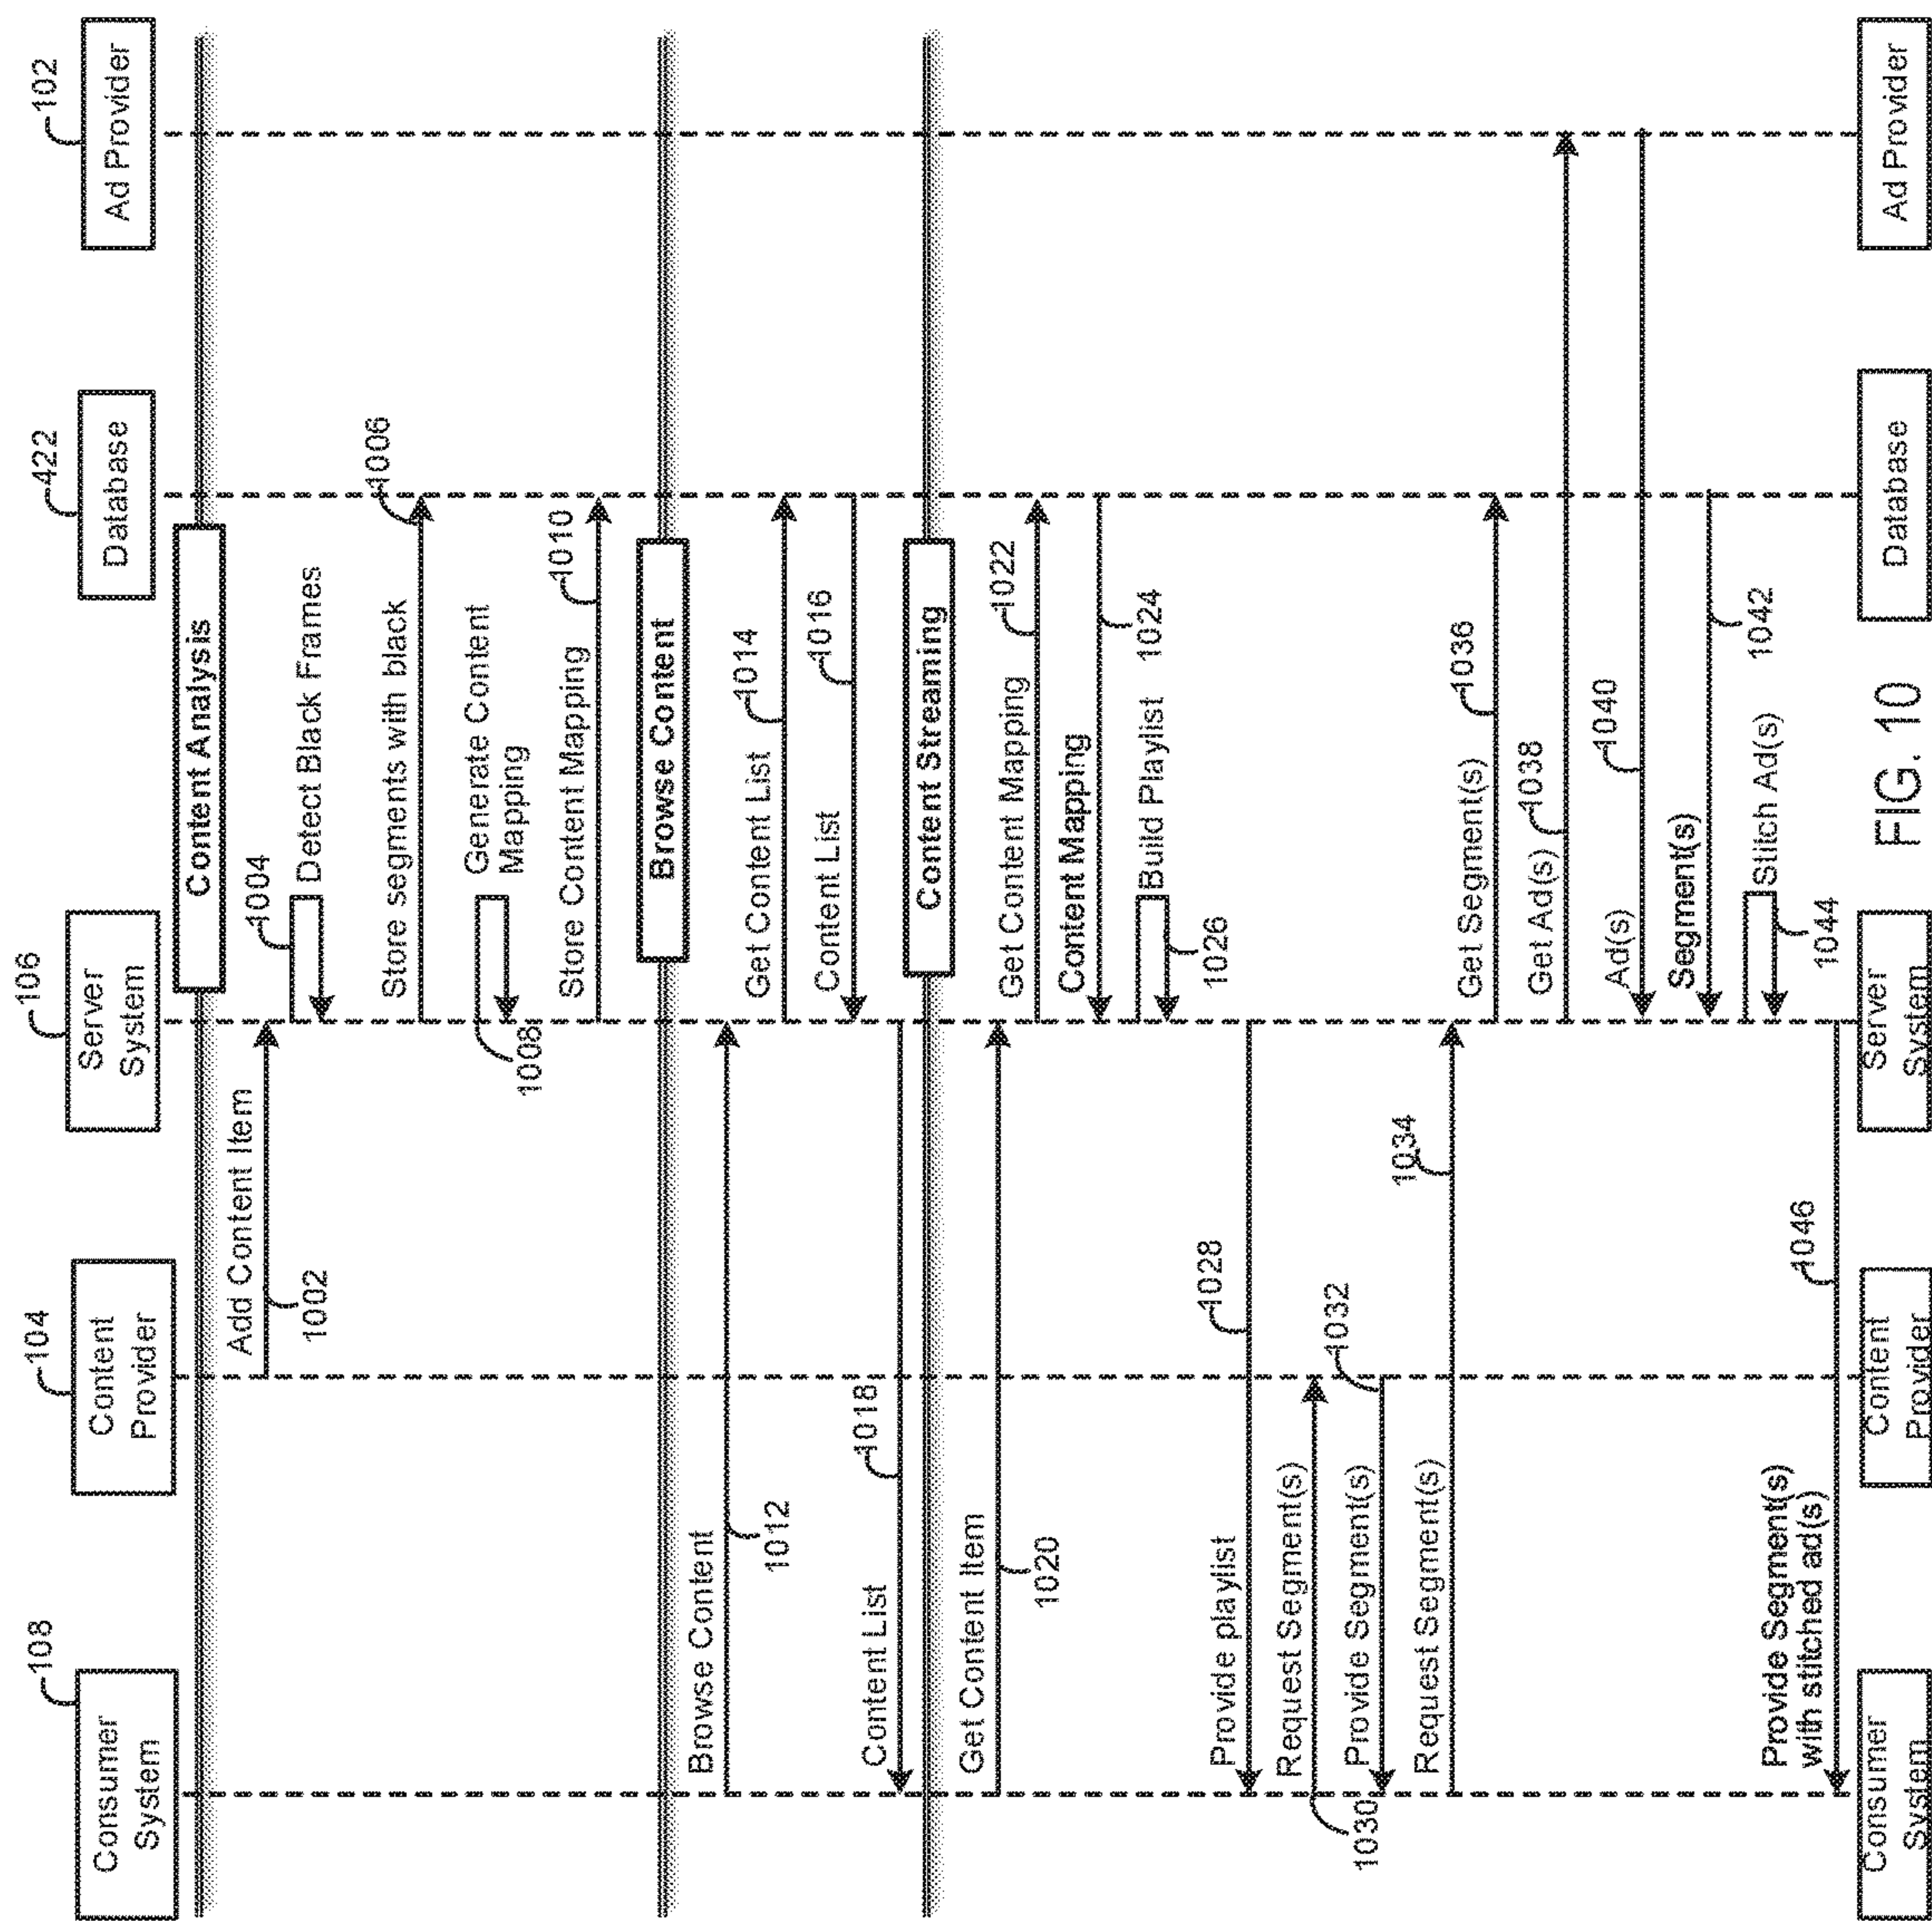 108
104
106
422
102
Consumer
System
Content
Provider
Server
System
Database
Ad Provider
Content Analysis
Add Content Item
1002
1004
Detect Black Frames
Store segments with black
1006
Generate Content
Mapping
1008
Store Content Mapping
1010
Browse Content
Browse Content
1012
Get Content List
1014
Content List
1016
Content List
1018
Content Streaming
Get Content Item
1020
Get Content Mapping
1022
Content Mapping
1024
Build Playlist
1026
Provide playlist
1028
Request Segment(s)
1030
Provide Segment(s)
1032
Request Segment(s)
1034
Get Segment(s)
1036
Get Ad(s)
1038
Ad(s)
1040
Segment(s)
1042
Stitch Ad(s)
1044
Provide Segment(s)
with stitched ad(s)
1046
Consumer
System
Content
Provider
Server
System
Database
Ad Provider
FIG. 10